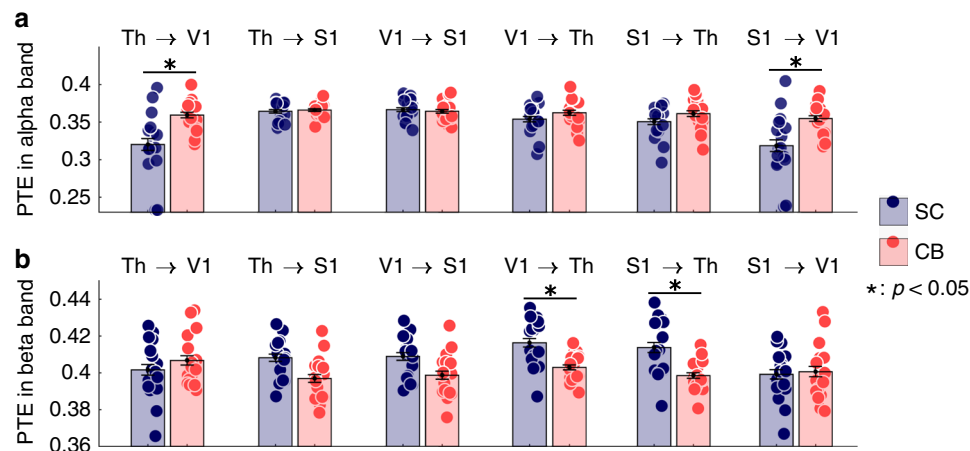 a
Th → V1 Th → S1 V1 → S1 V1 → Th S1 → Th S1 → V1
* *
PTE in alpha band
0.4
0.35
0.3
0.25
SC
CB
*: p < 0.05
b
Th → V1 Th → S1 V1 → S1 V1 → Th S1 → Th S1 → V1
* *
PTE in beta band
0.44
0.42
0.4
0.38
0.36